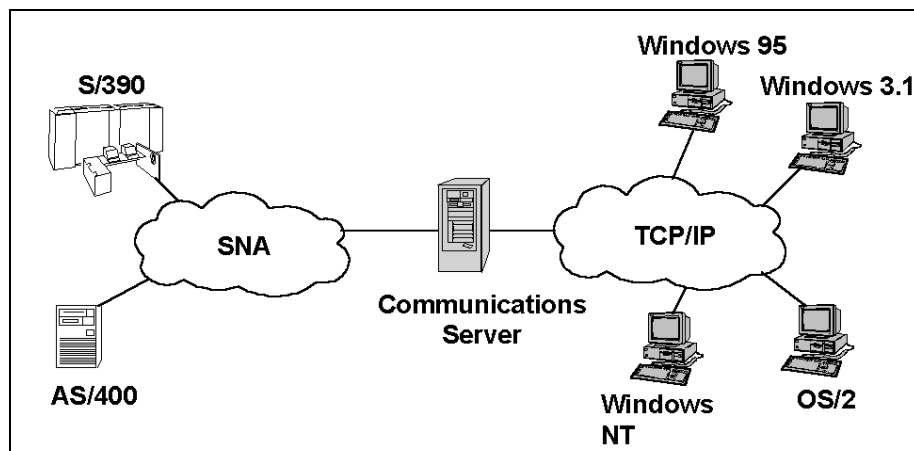 Windows 95
S/390
Windows 3.1
SNA
TCP/IP
Communications
Server
AS/400
Windows
NT
OS/2